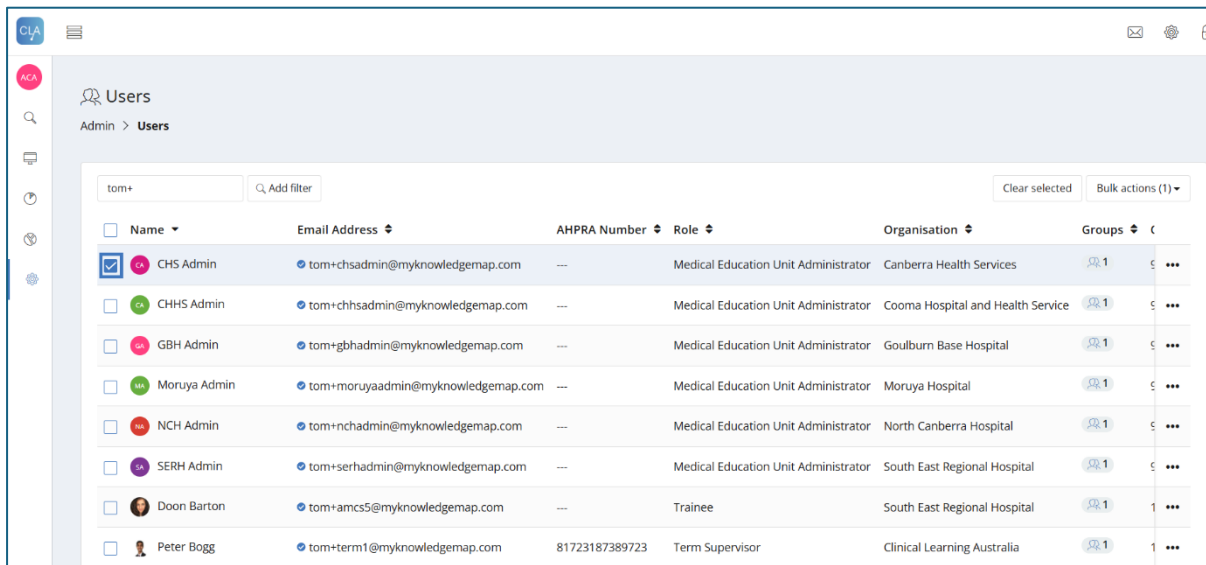 CLA
ACA
Users
Admin > Users
tom+ Add filter Clear selected Bulk actions (1)
Name Email Address AHPRA Number Role Organisation Groups
CA CHS Admin tom+chsadmin@myknowledgemap.com --- Medical Education Unit Administrator Canberra Health Services 1
CA CHHS Admin tom+chhsadmin@myknowledgemap.com --- Medical Education Unit Administrator Cooma Hospital and Health Service 1
GA GBH Admin tom+gbhadmin@myknowledgemap.com --- Medical Education Unit Administrator Goulburn Base Hospital 1
MA Moruya Admin tom+moruyaadmin@myknowledgemap.com --- Medical Education Unit Administrator Moruya Hospital 1
NA NCH Admin tom+nchadmin@myknowledgemap.com --- Medical Education Unit Administrator North Canberra Hospital 1
SA SERH Admin tom+serhadmin@myknowledgemap.com --- Medical Education Unit Administrator South East Regional Hospital 1
Doon Barton tom+amcs5@myknowledgemap.com --- Trainee South East Regional Hospital 1
Peter Bogg tom+term1@myknowledgemap.com 81723187389723 Term Supervisor Clinical Learning Australia 1